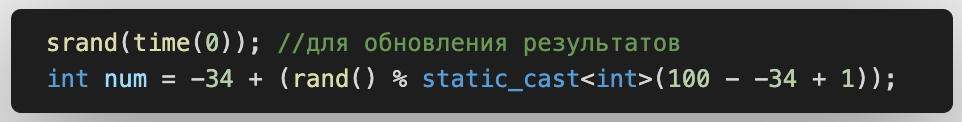 srand(time(0)); //для обновления результатов
int num = -34 + (rand() % static_cast<int>(100 - -34 + 1));